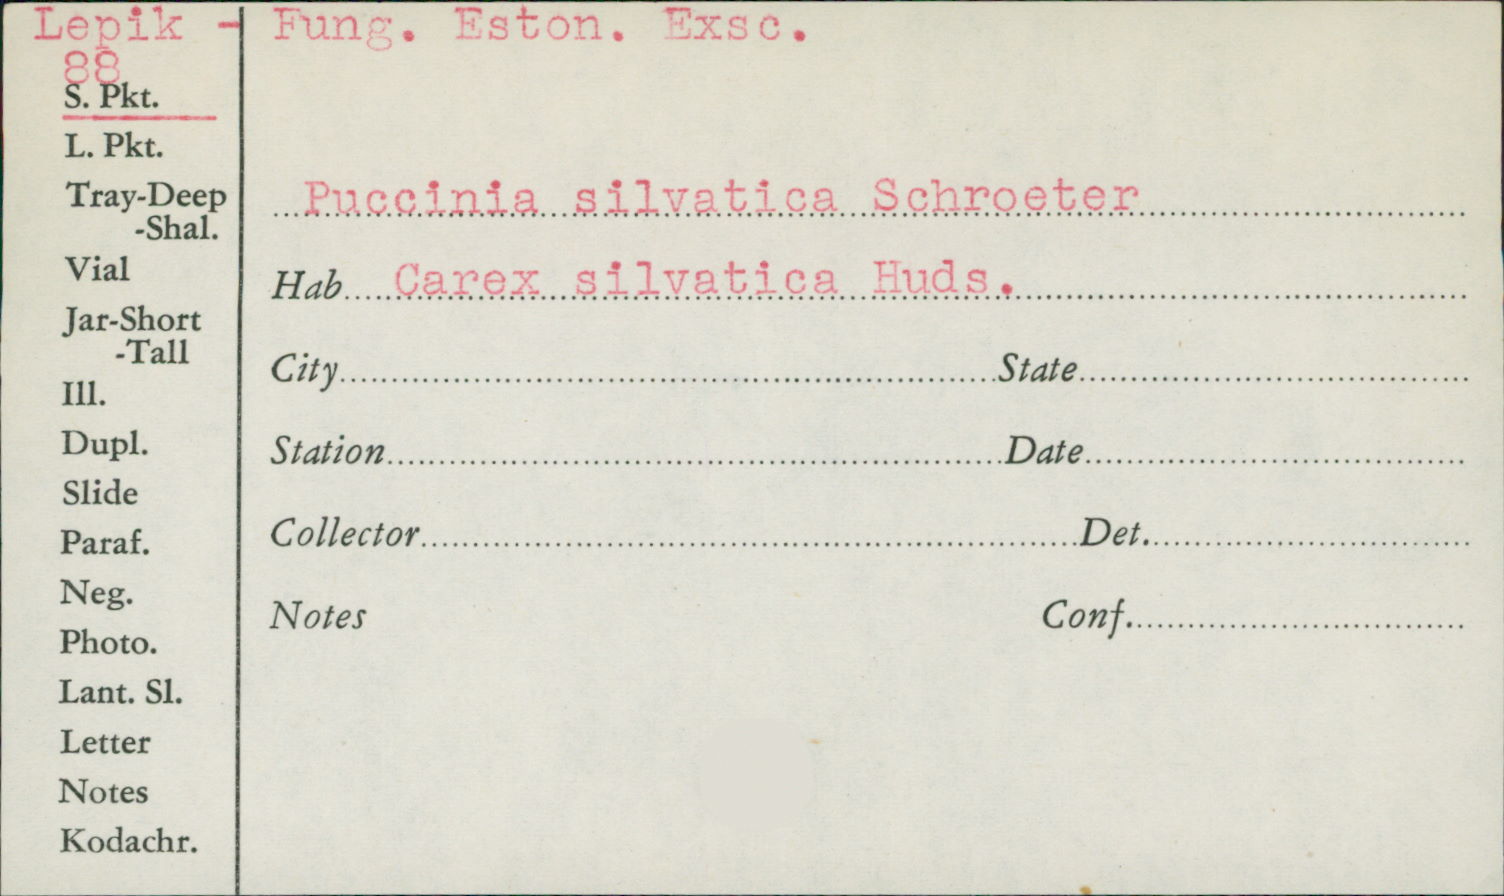 Lepik - Fung. Eston. Exsc.
88
S. Pkt.
L. Pkt.
Tray-Deep
-Shal.
Vial
Jar-Short
-Tall
Ill.
Dupl.
Slide
Paraf.
Neg.
Photo.
Lant. Sl.
Letter
Notes
Kodachr.
Puccinia silvatica Schroeter
Hab Carex silvatica Huds.
City State
Station Date
Collector Det.
Notes Conf.